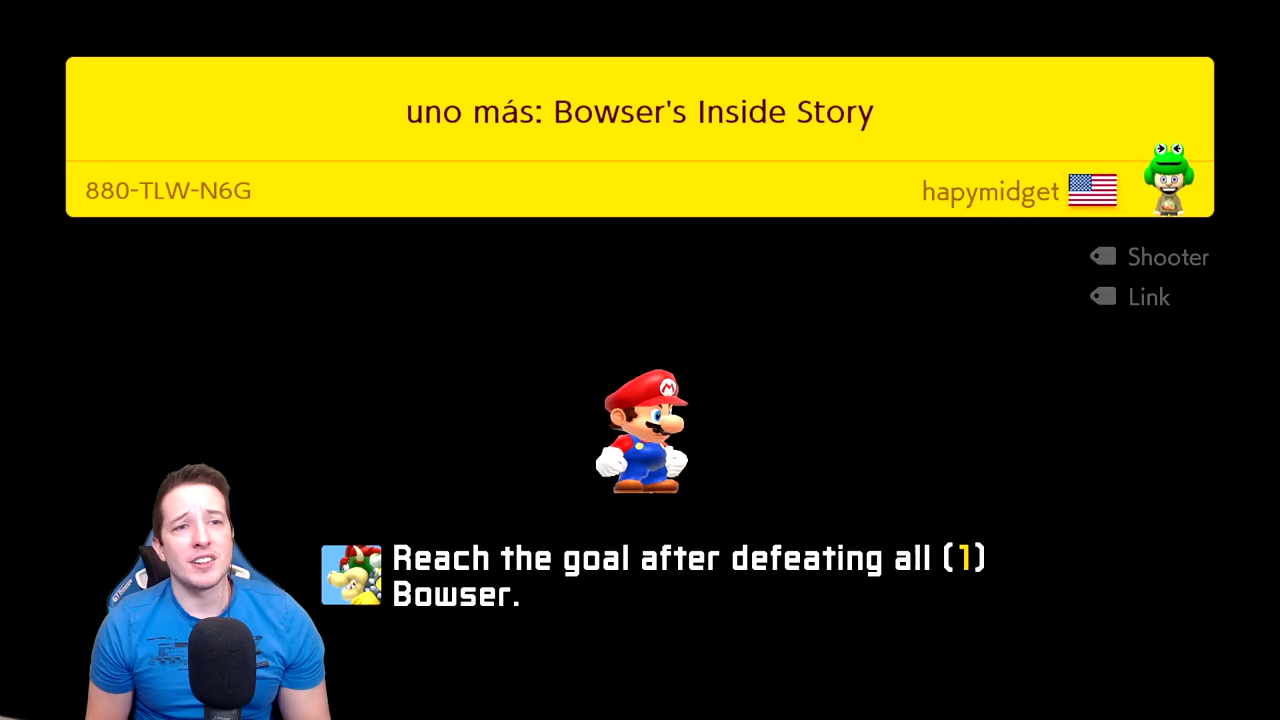 uno más: Bowser's Inside Story
880-TLW-N6G
hapymidget
Shooter
Link
Reach the goal after defeating all (1)
Bowser.